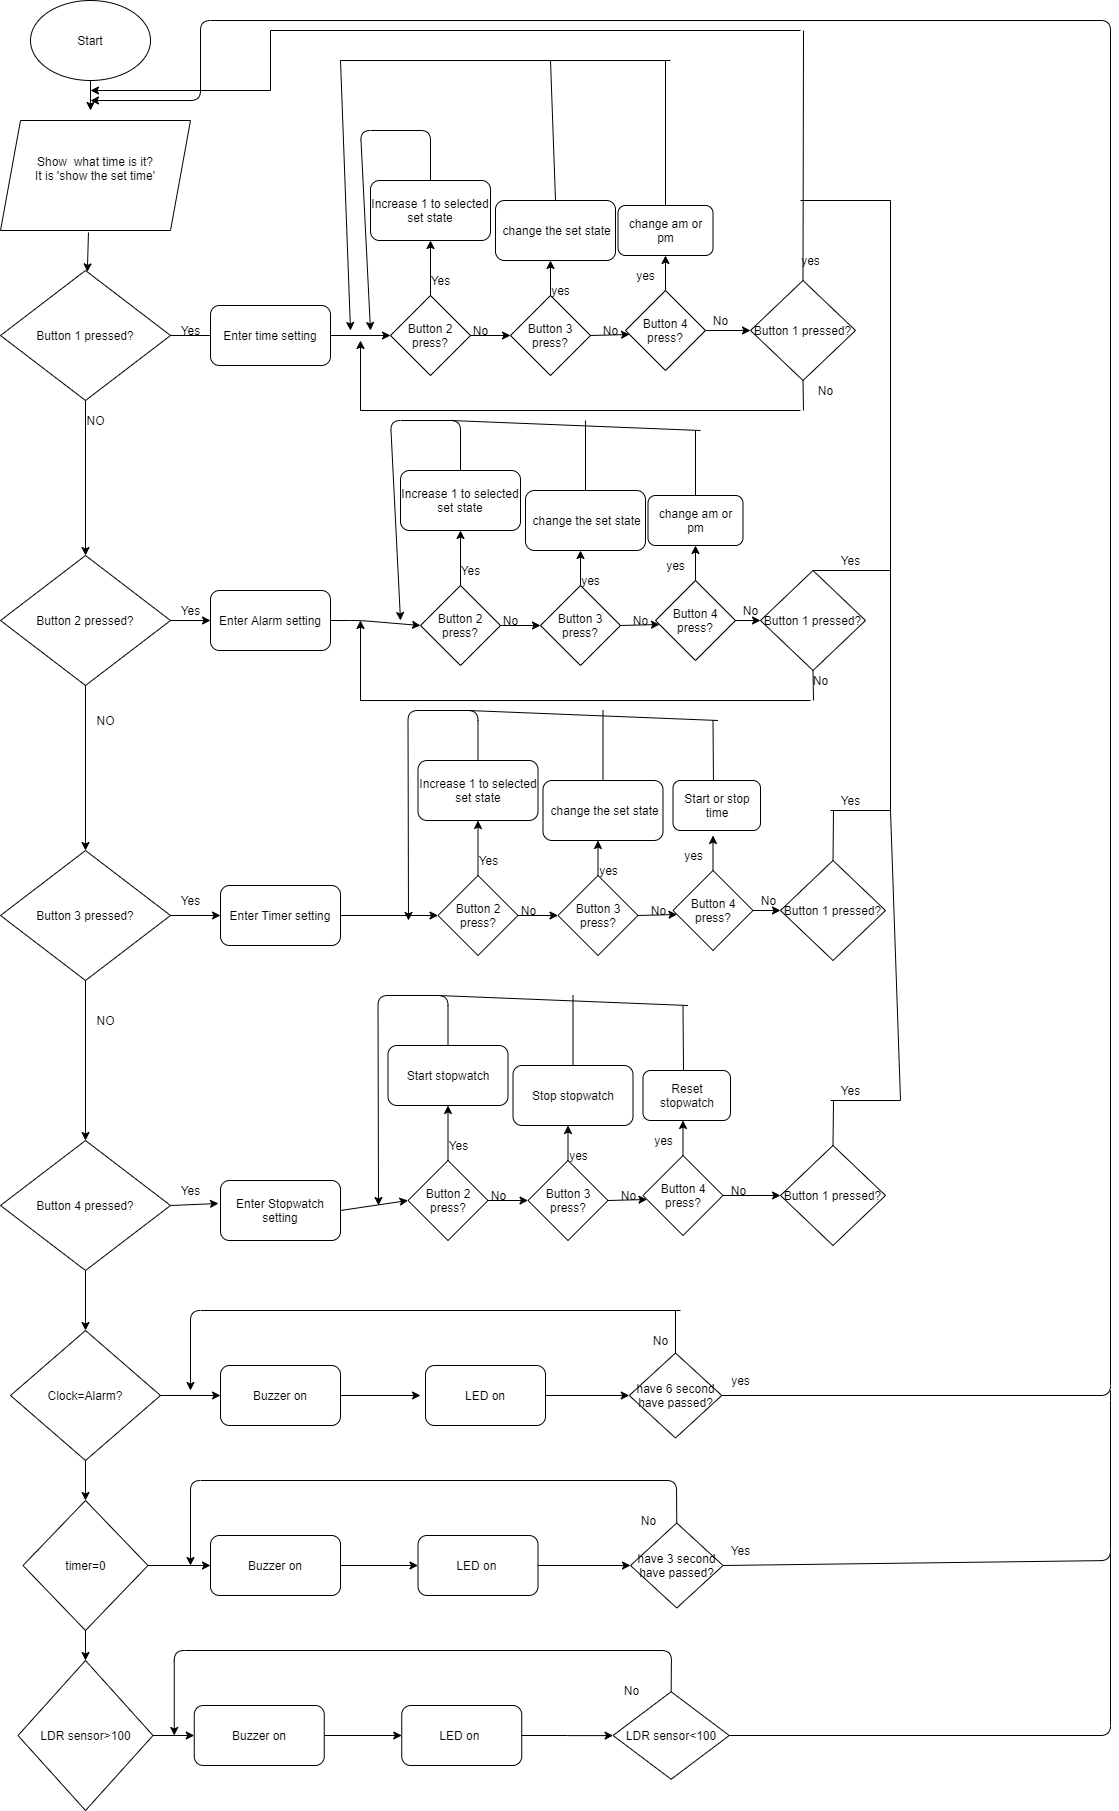 Start
Show  what time is it?
It is 'show the set time'
Increase 1 to selected
set state
change the set state
change am or
pm
Yes
yes
yes
yes
Button 1 pressed?
Yes
Enter time setting
Button 2
press?
No
Button 3
press?
No
Button 4
press?
No
Button 1 pressed?
No
NO
Increase 1 to selected
set state
change the set state
change am or
pm
Yes
yes
yes
Yes
Button 2 pressed?
Yes
Enter Alarm setting
Button 2
press?
No
Button 3
press?
No
Button 4
press?
No
Button 1 pressed?
No
NO
Increase 1 to selected
set state
change the set state
Start or stop
time
Yes
Yes
yes
yes
Button 3 pressed?
Yes
Enter Timer setting
Button 2
press?
No
Button 3
press?
No
Button 4
press?
No
Button 1 pressed?
NO
Start stopwatch
Stop stopwatch
Reset
stopwatch
Yes
Yes
yes
yes
Button 4 pressed?
Yes
Enter Stopwatch
setting
Button 2
press?
No
Button 3
press?
No
Button 4
press?
No
Button 1 pressed?
No
Clock=Alarm?
Buzzer on
LED on
have 6 second
have passed?
yes
No
timer=0
Buzzer on
LED on
have 3 second
have passed?
Yes
No
LDR sensor>100
Buzzer on
LED on
LDR sensor<100